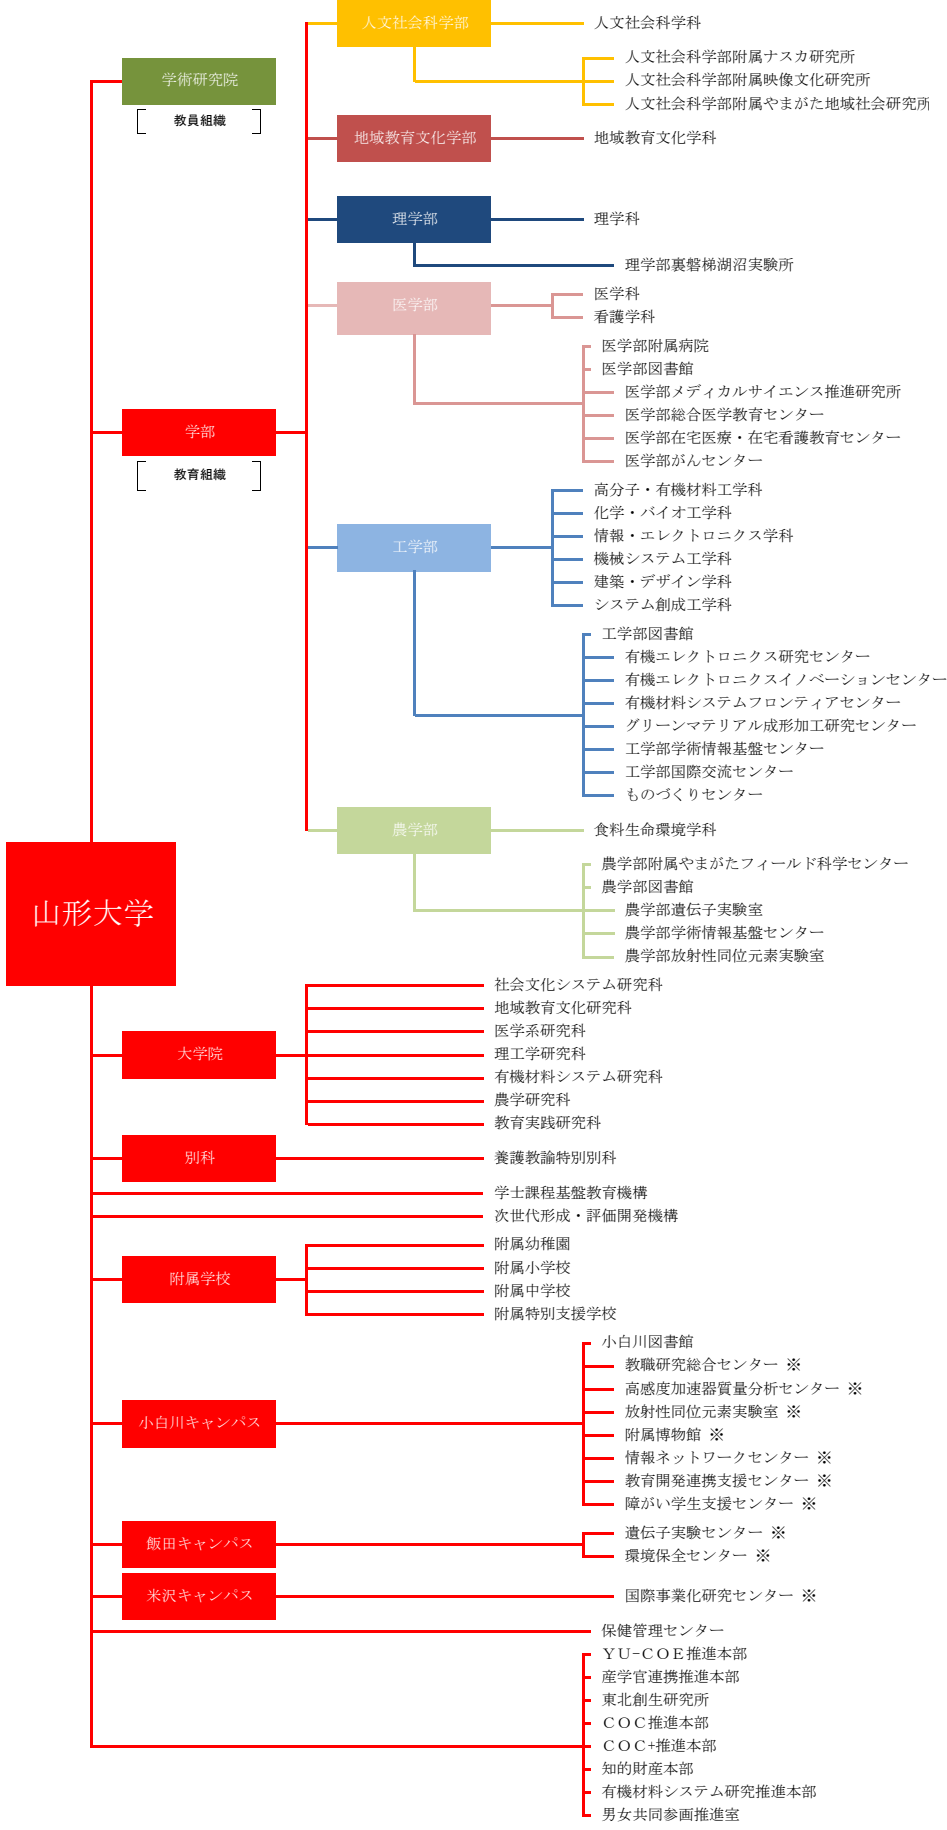 人文社会科学部
人文社会科学科
人文社会科学部附属ナスカ研究所
人文社会科学部附属映像文化研究所
人文社会科学部附属やまがた地域社会研究所
学術研究院
教員組織
地域教育文化学部
地域教育文化学科
理学部
理学科
理学部裏磐梯湖沼実験所
医学部
医学科
看護学科
医学部附属病院
医学部図書館
医学部メディカルサイエンス推進研究所
医学部総合医学教育センター
医学部在宅医療・在宅看護教育センター
医学部がんセンター
学部
教育組織
工学部
高分子・有機材料工学科
化学・バイオ工学科
情報・エレクトロニクス学科
機械システム工学科
建築・デザイン学科
システム創成工学科
工学部図書館
有機エレクトロニクス研究センター
有機エレクトロニクスイノベーションセンター
有機材料システムフロンティアセンター
グリーンマテリアル成形加工研究センター
工学部学術情報基盤センター
工学部国際交流センター
ものづくりセンター
農学部
食料生命環境学科
農学部附属やまがたフィールド科学センター
農学部図書館
農学部遺伝子実験室
農学部学術情報基盤センター
農学部放射性同位元素実験室
山形大学
大学院
社会文化システム研究科
地域教育文化研究科
医学系研究科
理工学研究科
有機材料システム研究科
農学研究科
教育実践研究科
別科
養護教諭特別別科
学士課程基盤教育機構
次世代形成・評価開発機構
附属学校
附属幼稚園
附属小学校
附属中学校
附属特別支援学校
小白川キャンパス
小白川図書館
教職研究総合センター ※
高感度加速器質量分析センター ※
放射性同位元素実験室 ※
附属博物館 ※
情報ネットワークセンター ※
教育開発連携支援センター ※
障がい学生支援センター ※
飯田キャンパス
遺伝子実験センター ※
環境保全センター ※
米沢キャンパス
国際事業化研究センター ※
保健管理センター
ＹＵ−ＣＯＥ推進本部
産学官連携推進本部
東北創生研究所
ＣＯＣ推進本部
ＣＯＣ+推進本部
知的財産本部
有機材料システム研究推進本部
男女共同参画推進室